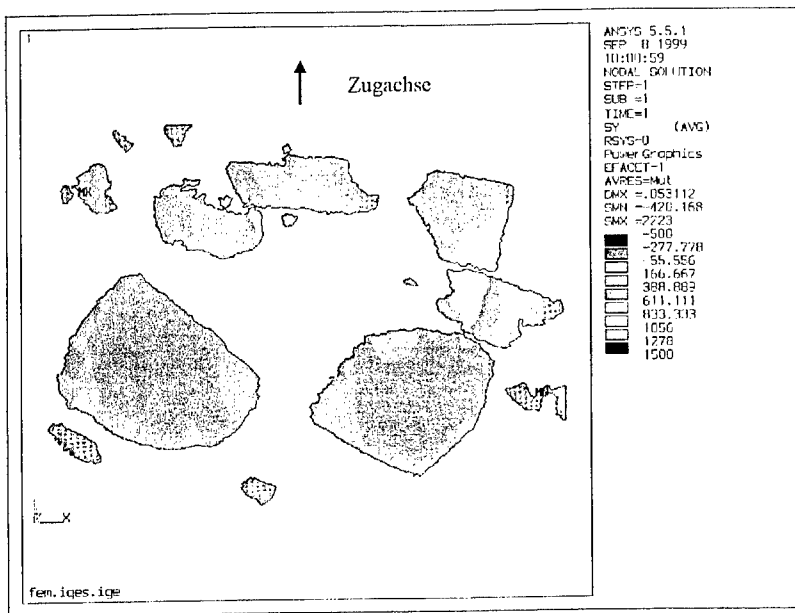 1
Zugachse
ANSYS 5.5.1
SEP 8 1999
10:00:59
NODAL SOLUTION
STEP=1
SUB =1
TIME=1
SY (AVG)
RSYS=0
PowerGraphics
EFACET=1
AVRES=Mat
DMX =.053112
SMN =-420.168
SMX =2223
-500
-277.778
-55.556
166.667
388.889
611.111
833.333
1056
1278
1500
MX
X
fem.iges.ige